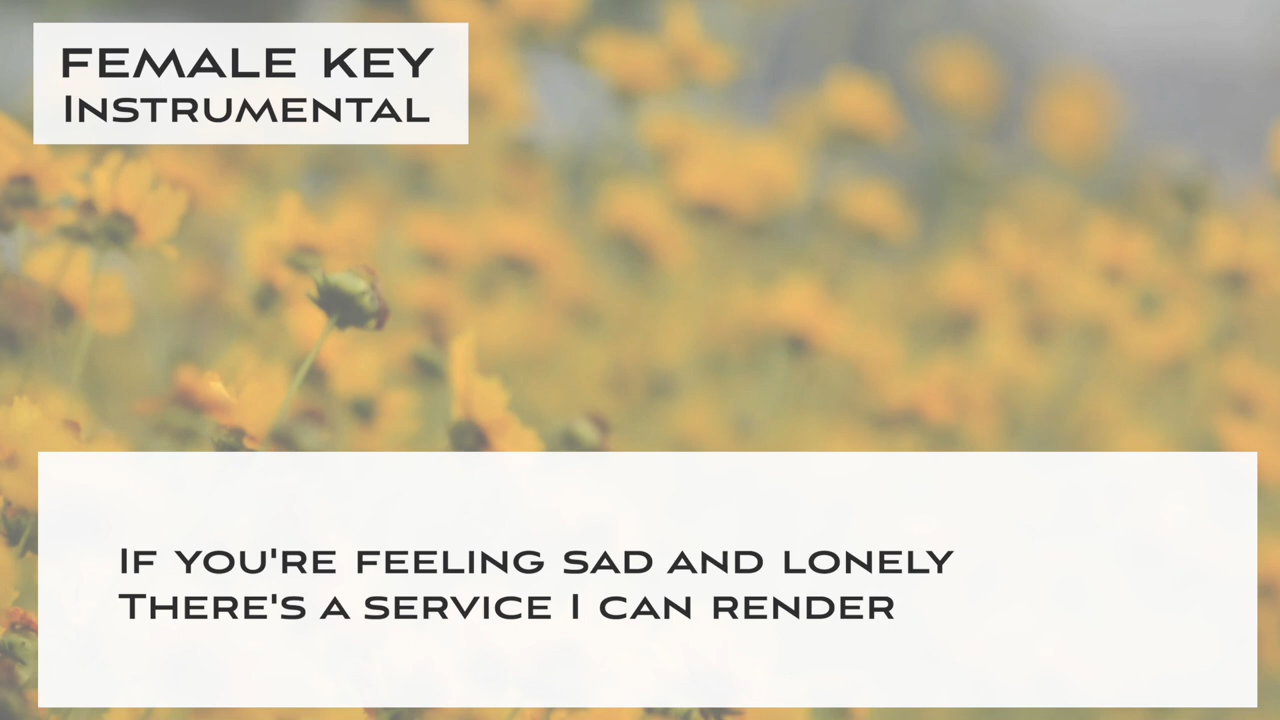 FEMALE KEY
INSTRUMENTAL
IF YOU'RE FEELING SAD AND LONELY
THERE'S A SERVICE I CAN RENDER